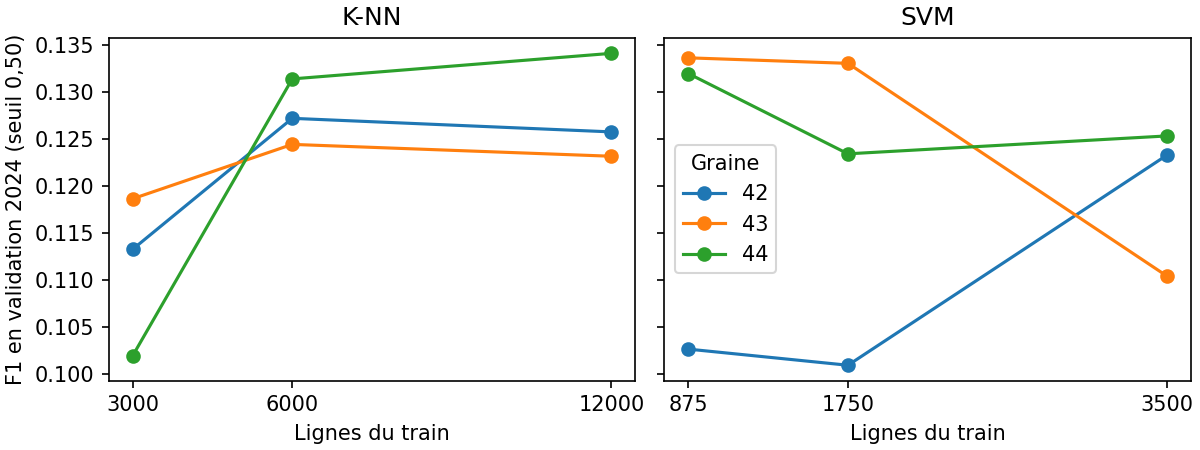 K-NN
SVM
F1 en validation 2024 (seuil 0,50)
0.135
0.130
0.125
0.120
0.115
0.110
0.105
0.100
Graine
42
43
44
3000
6000
12000
875
1750
3500
Lignes du train
Lignes du train